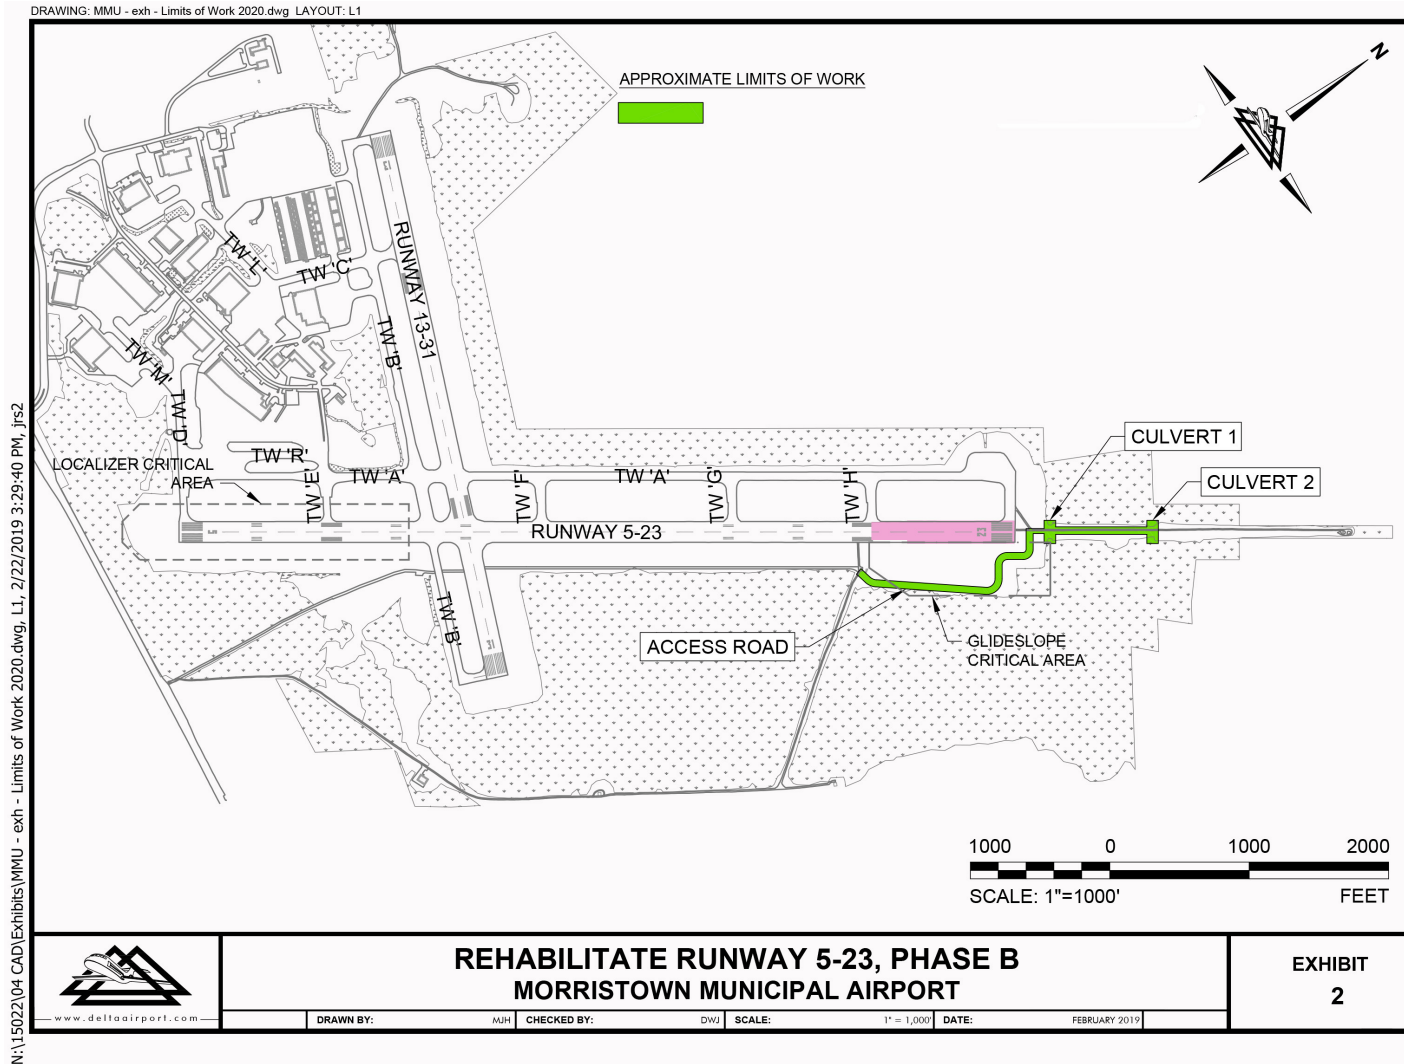 DRAWING: MMU - exh - Limits of Work 2020.dwg LAYOUT: L1
N:\15022\04 CAD\Exhibits\MMU - exh - Limits of Work 2020.dwg, L1, 2/22/2019 3:29:40 PM, jrs2
APPROXIMATE LIMITS OF WORK
N
RUNWAY 13-31
TW 'L'
TW 'C'
TW 'B'
TW 'M'
TW 'D'
TW 'R'
LOCALIZER CRITICAL
AREA
TW 'E'
TW 'A'
TW 'F'
TW 'A'
TW 'G'
TW 'H'
CULVERT 1
CULVERT 2
RUNWAY 5-23
23
5
13
31
TW 'B'
ACCESS ROAD
GLIDESLOPE
CRITICAL AREA
1000 0 1000 2000
SCALE: 1"=1000' FEET
www.deltaairport.com
REHABILITATE RUNWAY 5-23, PHASE B
MORRISTOWN MUNICIPAL AIRPORT
DRAWN BY: MJH CHECKED BY: DWJ SCALE: 1" = 1,000' DATE: FEBRUARY 2019
EXHIBIT
2